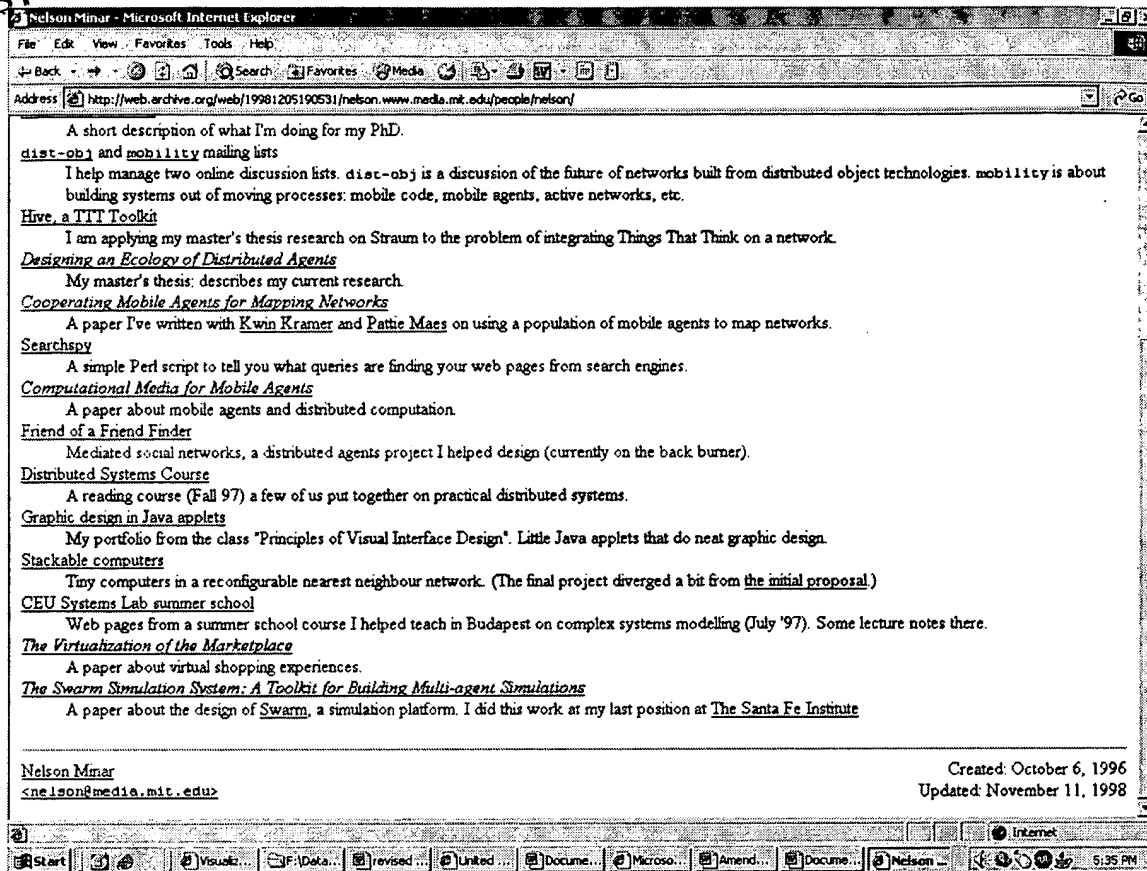 Nelson Minar - Microsoft Internet Explorer
File Edit View Favorites Tools Help
Back Search Favorites Media
Address http://web.archive.org/web/19981205190531/nelson.www.media.mit.edu/people/nelson/ Go
A short description of what I'm doing for my PhD.
dist-obj and mobility mailing lists
I help manage two online discussion lists. dist-obj is a discussion of the future of networks built from distributed object technologies. mobility is about
building systems out of moving processes: mobile code, mobile agents, active networks, etc.
Hive, a TTT Toolkit
I am applying my master's thesis research on Straum to the problem of integrating Things That Think on a network.
Designing an Ecology of Distributed Agents
My master's thesis: describes my current research.
Cooperating Mobile Agents for Mapping Networks
A paper I've written with Kwin Kramer and Pattie Maes on using a population of mobile agents to map networks.
Searchspy
A simple Perl script to tell you what queries are finding your web pages from search engines.
Computational Media for Mobile Agents
A paper about mobile agents and distributed computation.
Friend of a Friend Finder
Mediated social networks, a distributed agents project I helped design (currently on the back burner).
Distributed Systems Course
A reading course (Fall 97) a few of us put together on practical distributed systems.
Graphic design in Java applets
My portfolio from the class "Principles of Visual Interface Design". Little Java applets that do neat graphic design.
Stackable computers
Tiny computers in a reconfigurable nearest neighbour network. (The final project diverged a bit from the initial proposal.)
CEU Systems Lab summer school
Web pages from a summer school course I helped teach in Budapest on complex systems modelling (July '97). Some lecture notes there.
The Virtualization of the Marketplace
A paper about virtual shopping experiences.
The Swarm Simulation System: A Toolkit for Building Multi-agent Simulations
A paper about the design of Swarm, a simulation platform. I did this work at my last position at The Santa Fe Institute
Nelson Minar Created: October 6, 1996
<nelson@media.mit.edu> Updated: November 11, 1998
Internet
Start Visualiz... F:\Data... revised ... United ... Docume... Microso... Amend... Docume... Nelson ... 5:35 PM